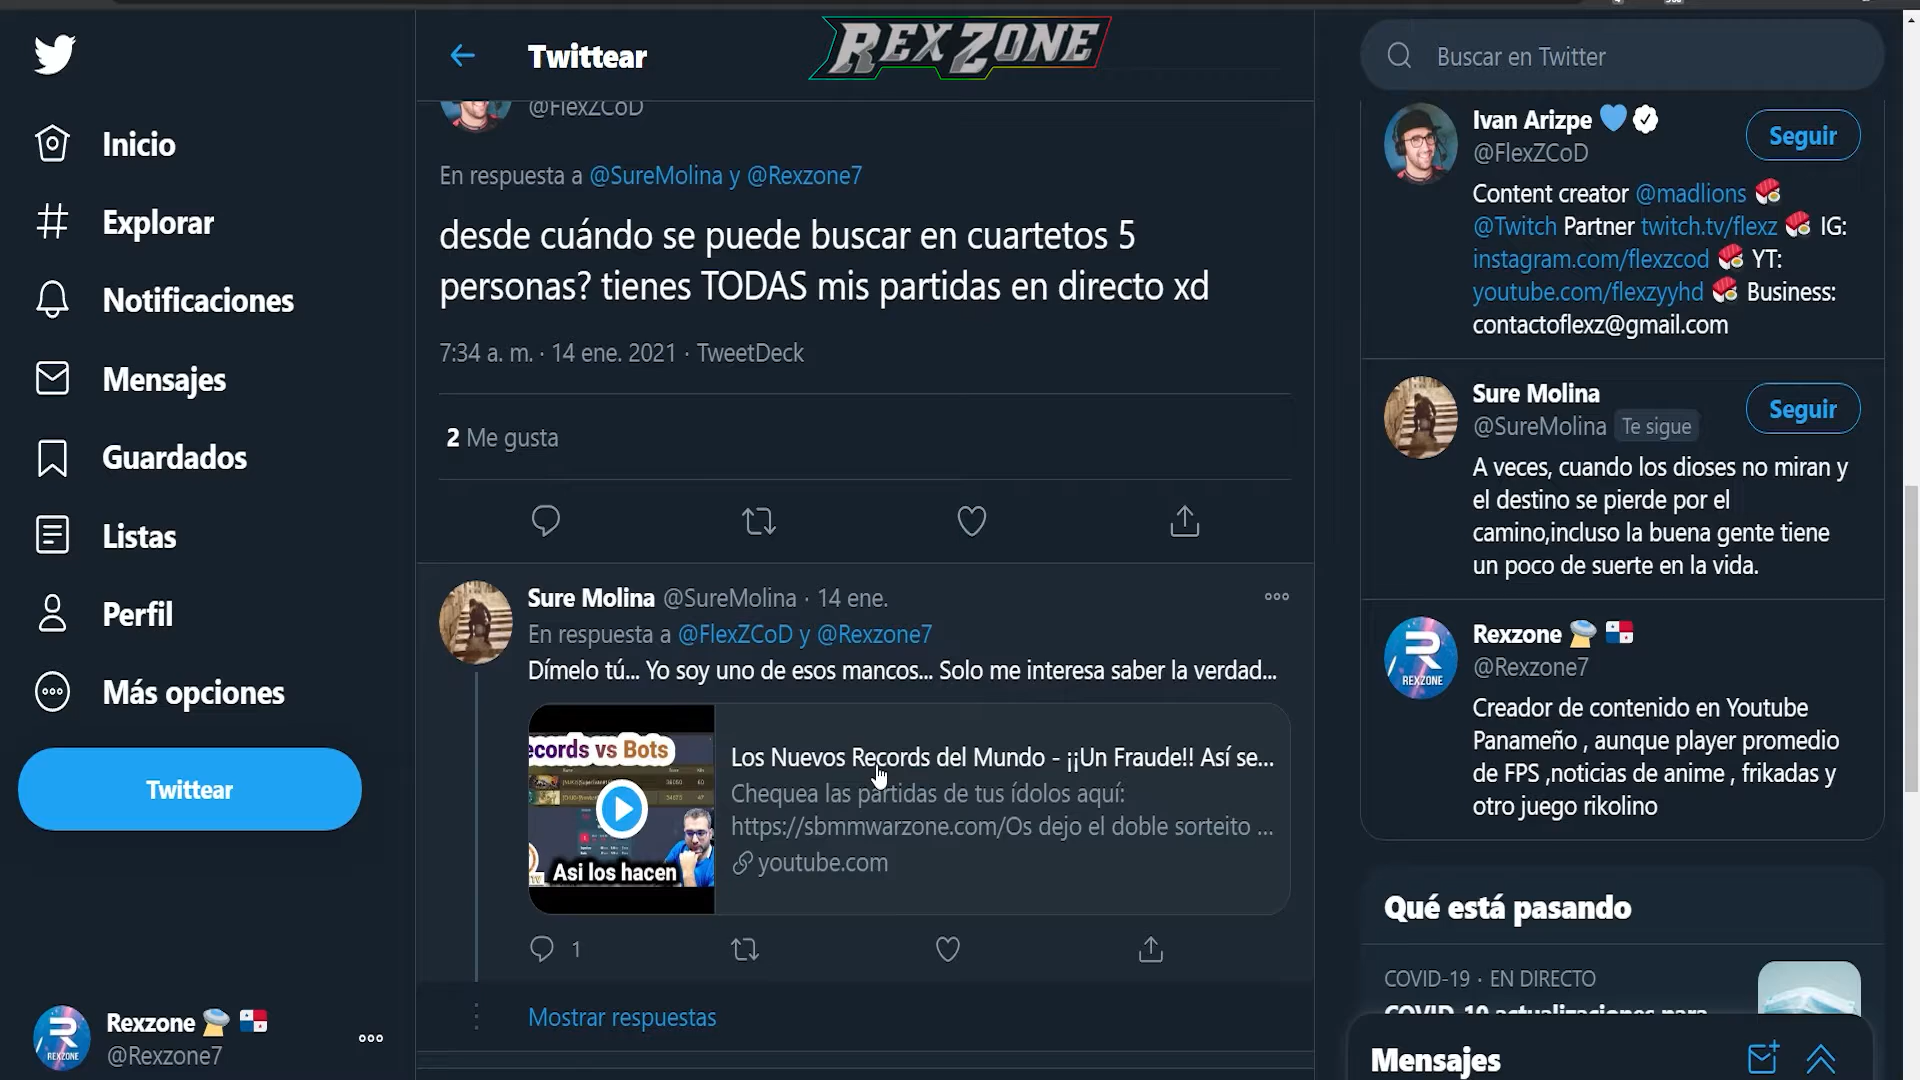 REX ZONE
Twittear
Buscar en Twitter
Inicio
Explorar
Notificaciones
Mensajes
Guardados
Listas
Perfil
Más opciones
Twittear
Rexzone
@Rexzone7
@FlexZCoD
En respuesta a @SureMolina y @Rexzone7
desde cuándo se puede buscar en cuartetos 5
personas? tienes TODAS mis partidas en directo xd
7:34 a. m. · 14 ene. 2021 · TweetDeck
2 Me gusta
Sure Molina @SureMolina · 14 ene.
En respuesta a @FlexZCoD y @Rexzone7
Dímelo tú... Yo soy uno de esos mancos... Solo me interesa saber la verdad...
ecords vs Bots
Asi los hacen
Los Nuevos Records del Mundo - ¡¡Un Fraude!! Así se...
Chequea las partidas de tus ídolos aquí:
https://sbmmwarzone.com/Os dejo el doble sorteito ...
youtube.com
1
Mostrar respuestas
Ivan Arizpe
@FlexZCoD
Seguir
Content creator @madlions
@Twitch Partner twitch.tv/flexz IG:
instagram.com/flexzcod YT:
youtube.com/flexzyyhd Business:
contactoflexz@gmail.com
Sure Molina
@SureMolina Te sigue
Seguir
A veces, cuando los dioses no miran y
el destino se pierde por el
camino,incluso la buena gente tiene
un poco de suerte en la vida.
Rexzone
@Rexzone7
R
REXZONE
Creador de contenido en Youtube
Panameño , aunque player promedio
de FPS ,noticias de anime , frikadas y
otro juego rikolino
Qué está pasando
COVID-19 · EN DIRECTO
COVID-19 actualizaciones para
Mensajes